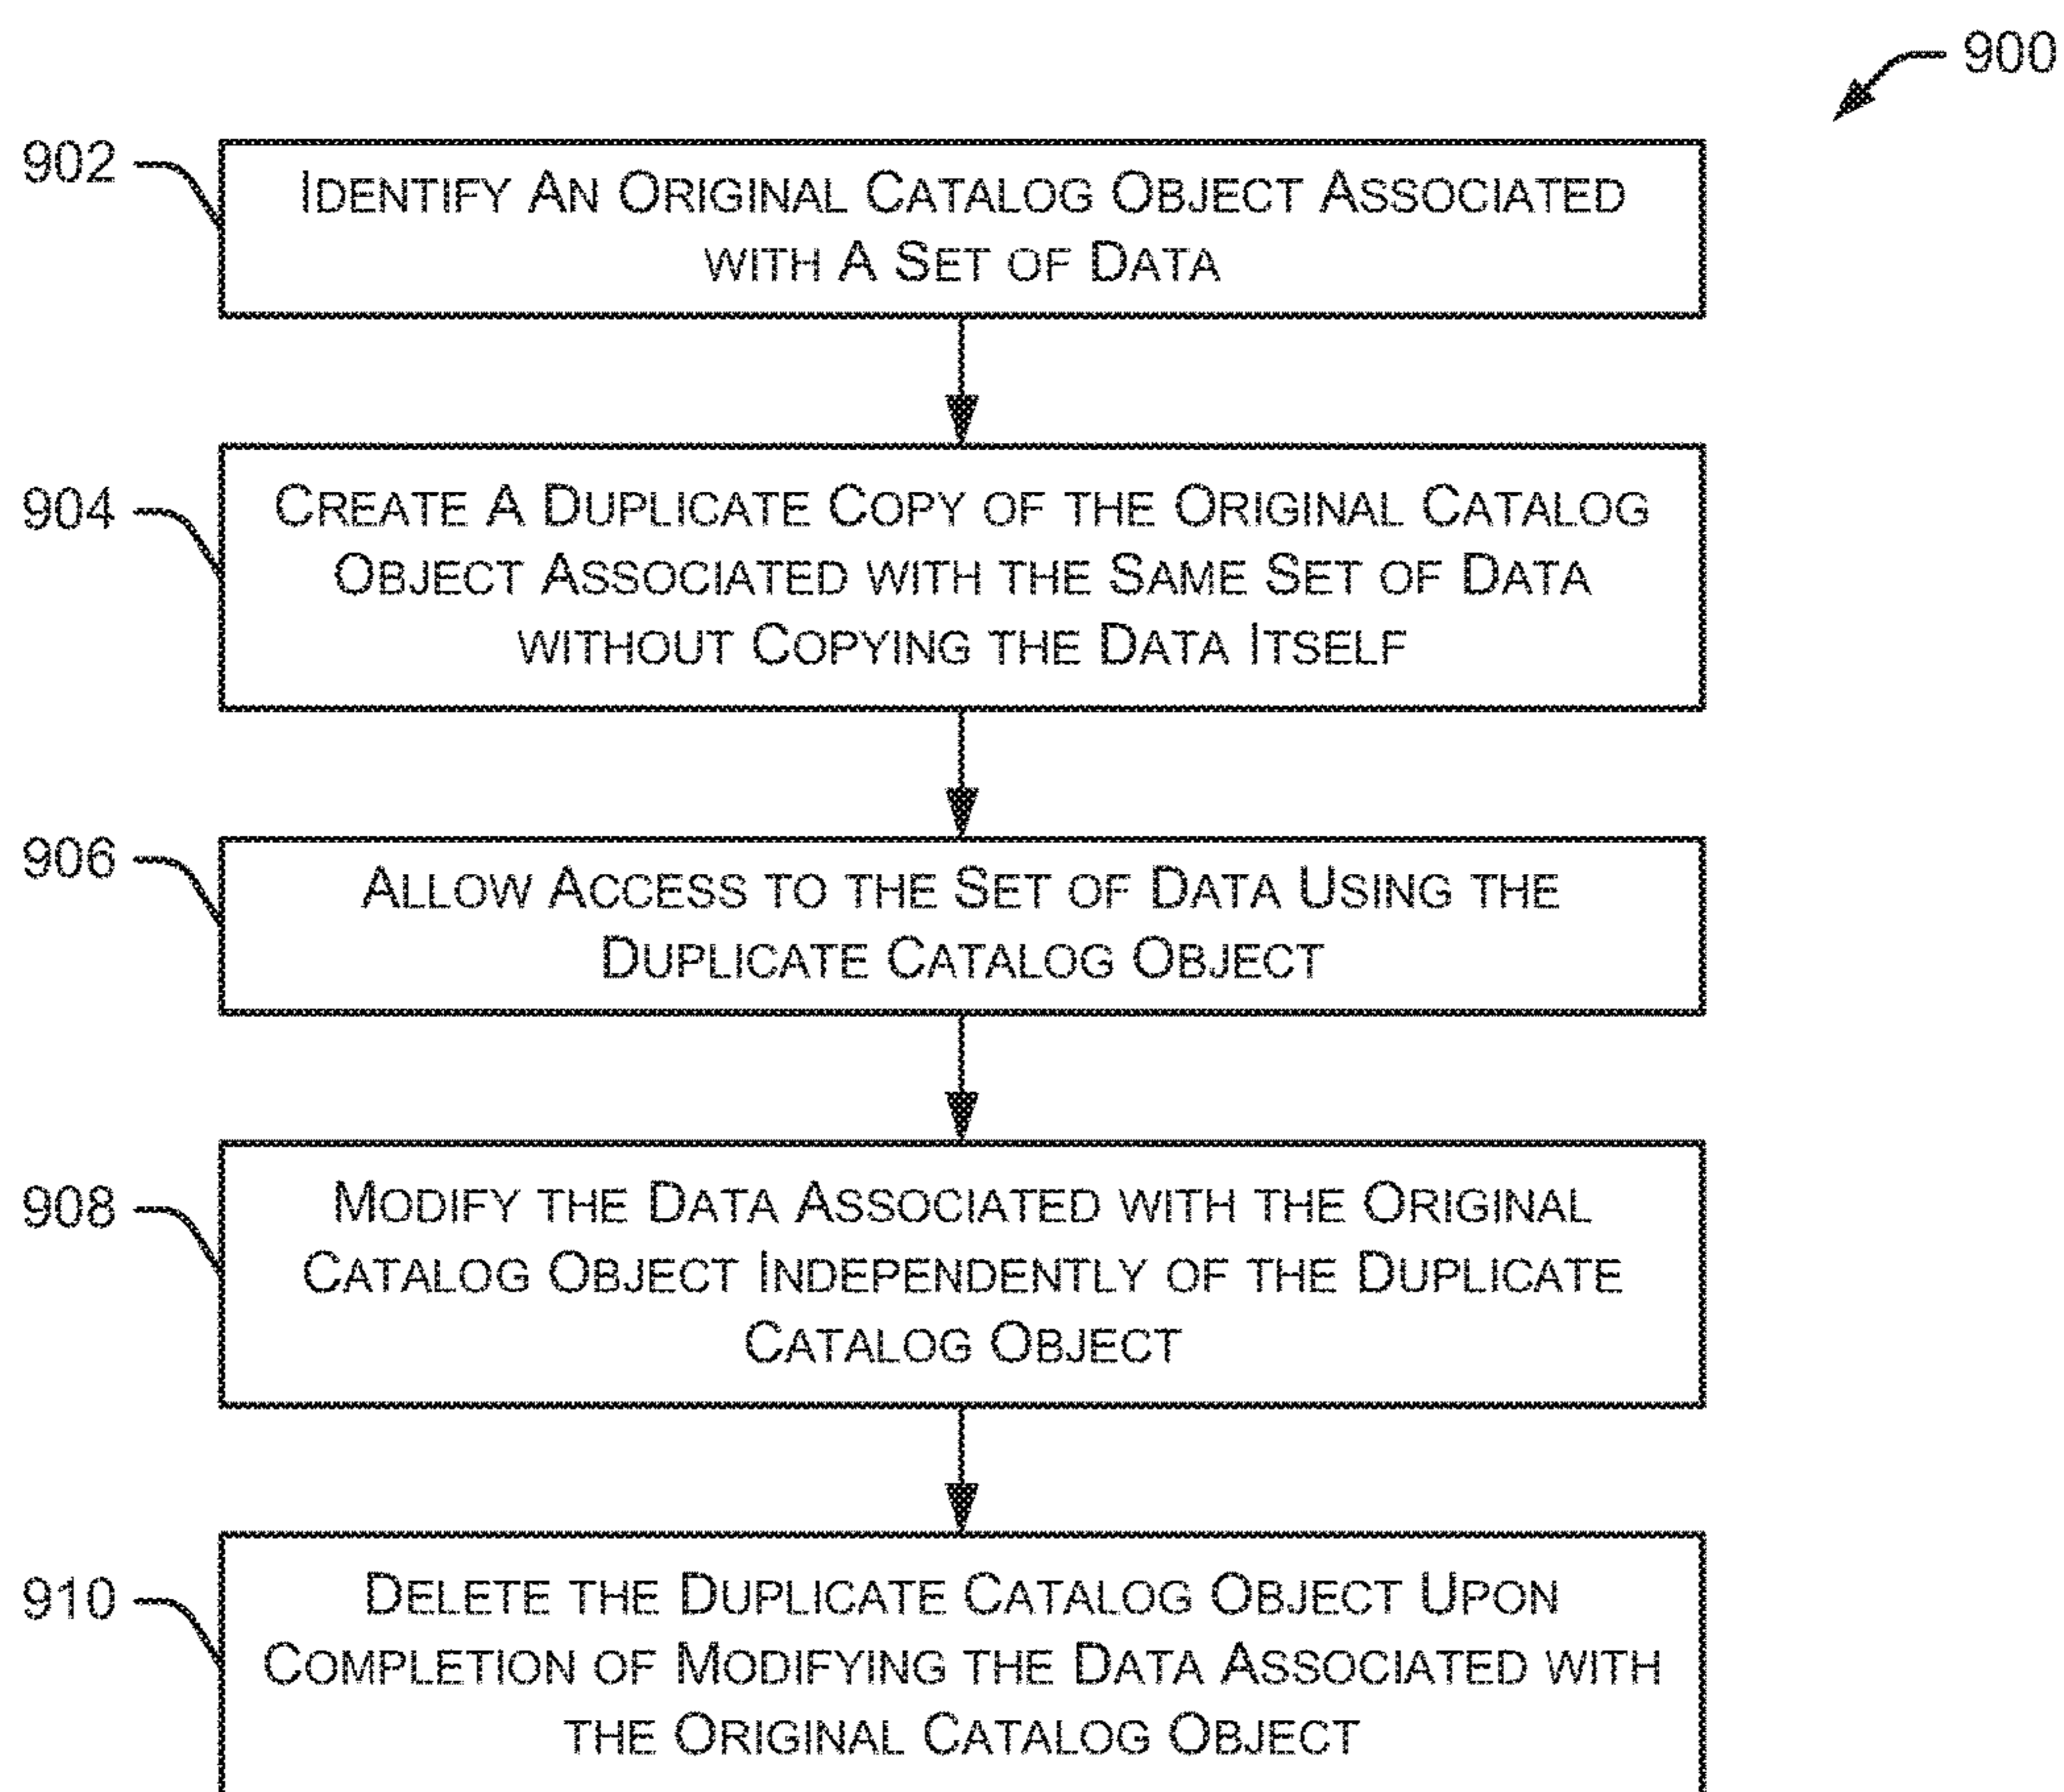 900
902
IDENTIFY AN ORIGINAL CATALOG OBJECT ASSOCIATED
WITH A SET OF DATA
904
CREATE A DUPLICATE COPY OF THE ORIGINAL CATALOG
OBJECT ASSOCIATED WITH THE SAME SET OF DATA
WITHOUT COPYING THE DATA ITSELF
906
ALLOW ACCESS TO THE SET OF DATA USING THE
DUPLICATE CATALOG OBJECT
908
MODIFY THE DATA ASSOCIATED WITH THE ORIGINAL
CATALOG OBJECT INDEPENDENTLY OF THE DUPLICATE
CATALOG OBJECT
910
DELETE THE DUPLICATE CATALOG OBJECT UPON
COMPLETION OF MODIFYING THE DATA ASSOCIATED WITH
THE ORIGINAL CATALOG OBJECT